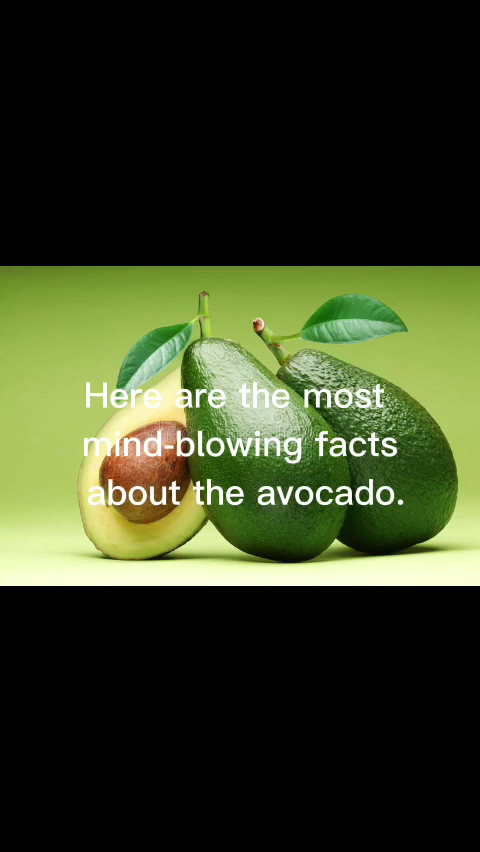 Here are the most
mind-blowing facts
about the avocado.